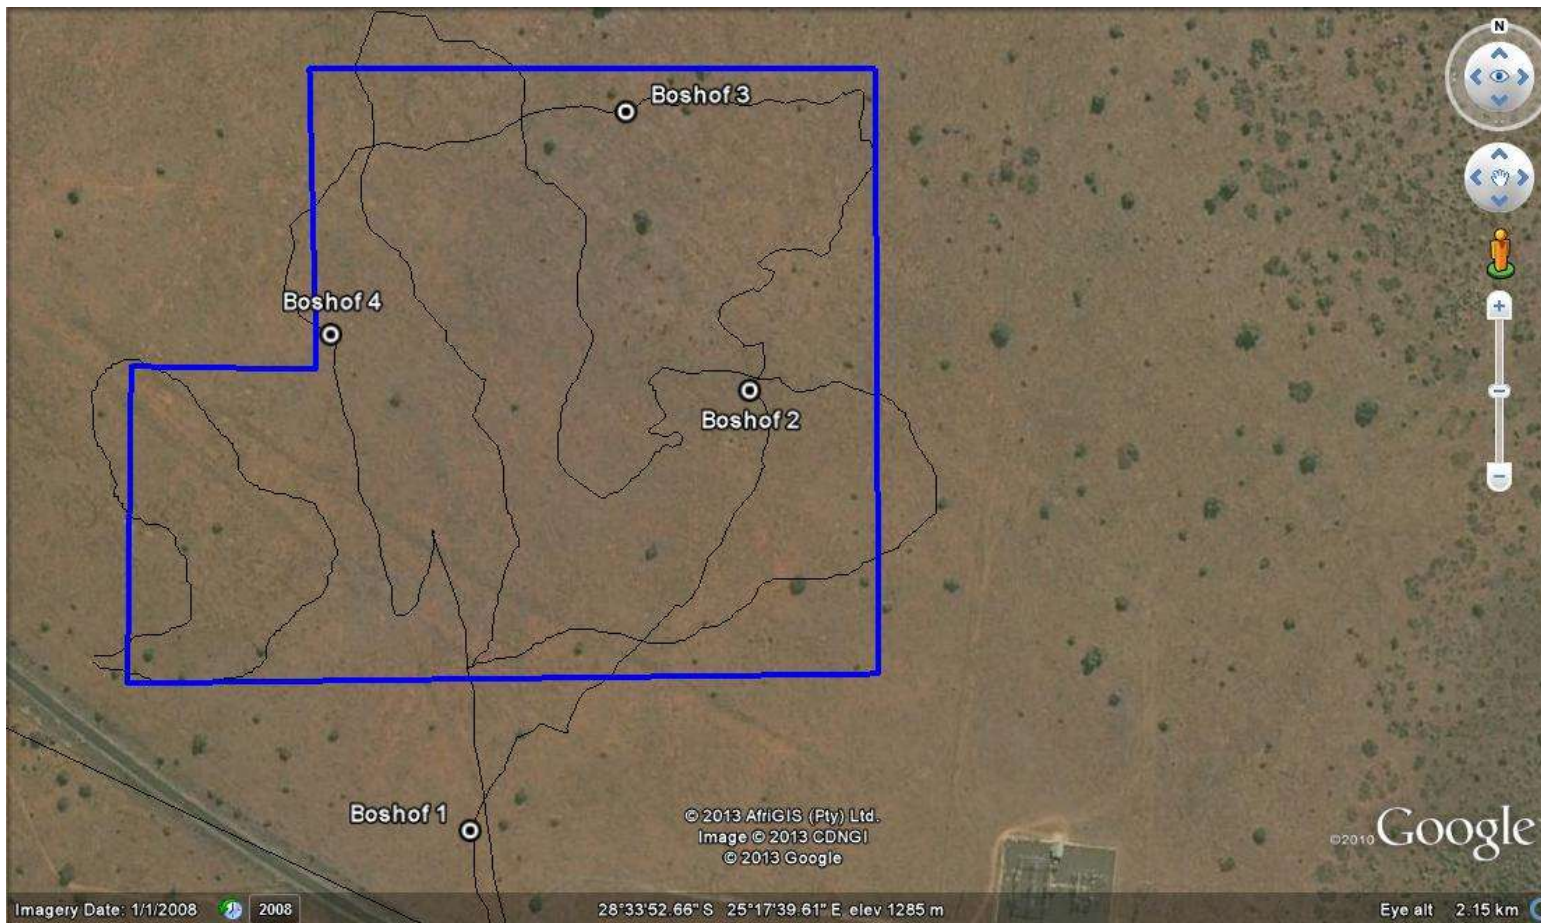 N
Boshof 3
Boshof 4
Boshof 2
Boshof 1
© 2013 AfriGIS (Pty) Ltd.
Image © 2013 CDNGI
© 2013 Google
©2010 Google
Imagery Date: 1/1/2008 2008 28°33'52.66" S 25°17'39.61" E elev 1285 m Eye alt 2.15 km